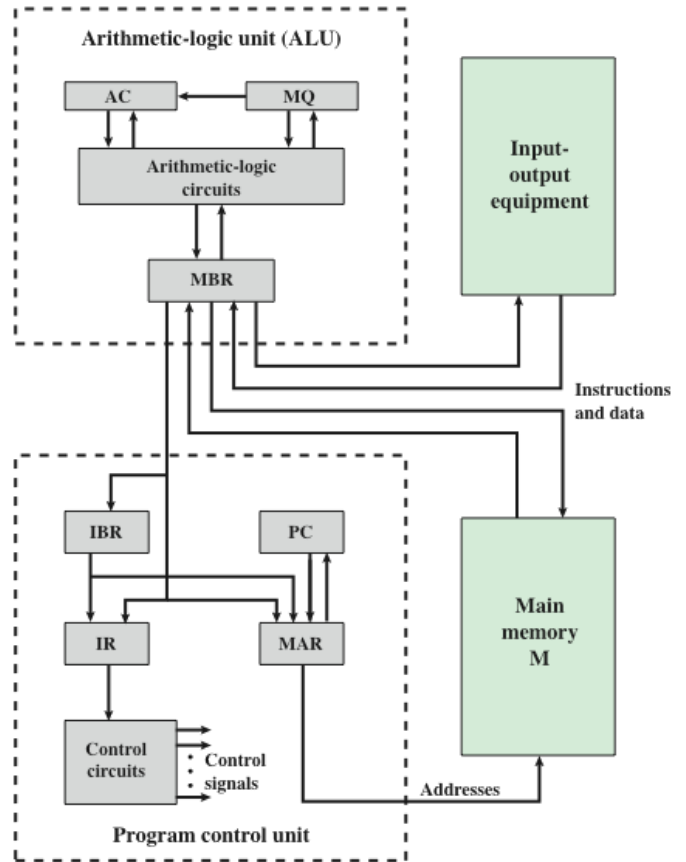 Arithmetic-logic unit (ALU)
AC
MQ
Arithmetic-logic
circuits
MBR
Input-
output
equipment
Instructions
and data
IBR
PC
IR
MAR
Main
memory
M
Control
circuits
Control
signals
Addresses
Program control unit